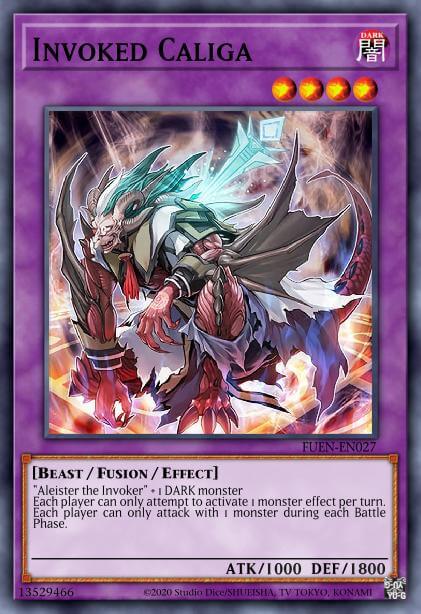 INVOKED CALIGA
DARK
闇
FUEN-EN027
[BEAST / FUSION / EFFECT]
"Aleister the Invoker" + 1 DARK monster
Each player can only attempt to activate 1 monster effect per turn.
Each player can only attack with 1 monster during each Battle
Phase.
ATK/1000 DEF/1800
13529466
©2020 Studio Dice/SHUEISHA, TV TOKYO, KONAMI